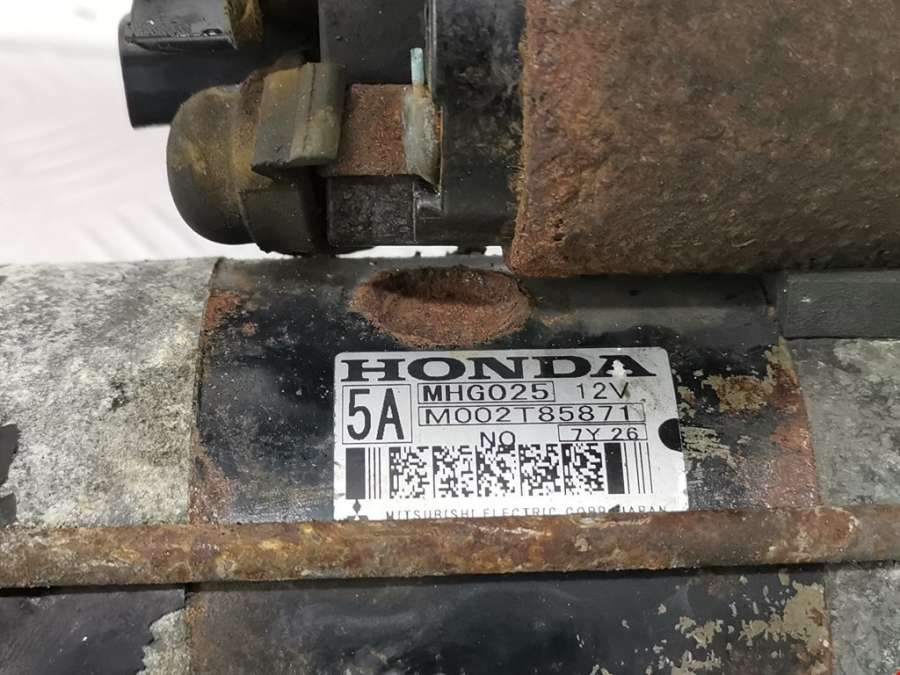 HONDA
5A MHG025 12V
M002T85871
NO 7Y 26
MITSUBISHI ELECTRIC CORP. JAPAN